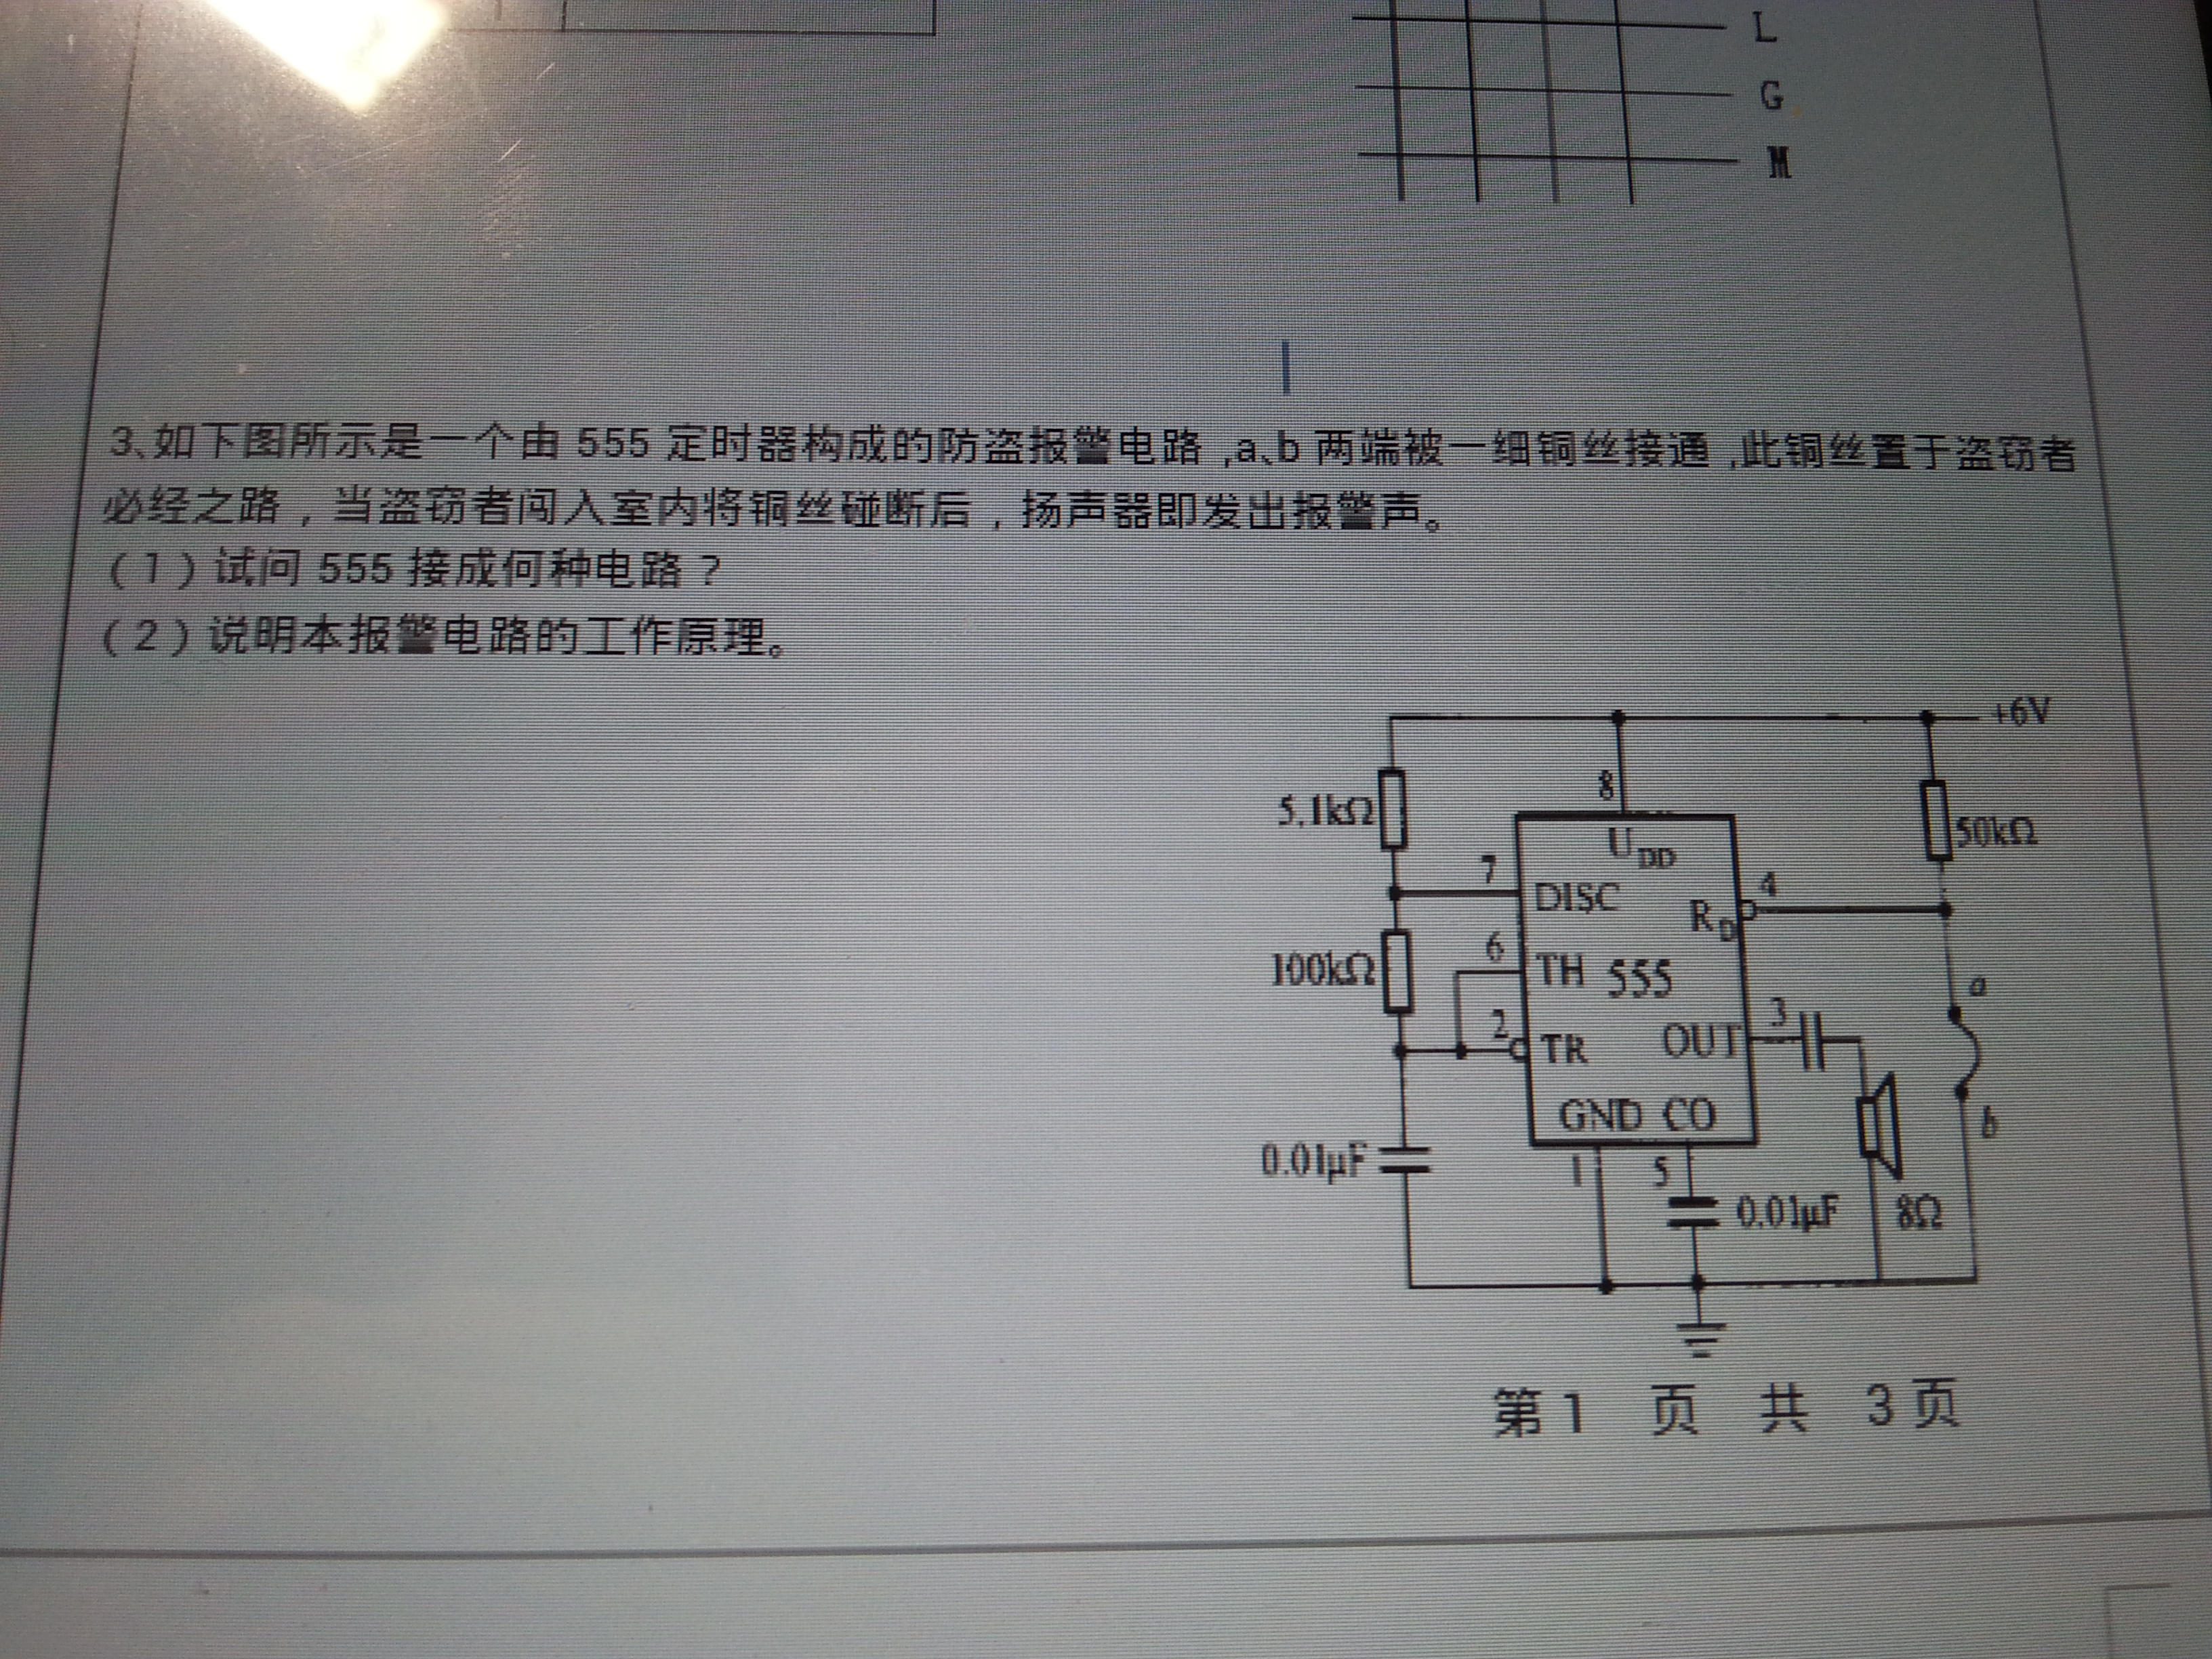 L
G
M
3、如下图所示是一个由 555 定时器构成的防盗报警电路,a、b 两端被一细铜丝接通,此铜丝置于盗窃者
必经之路,当盗窃者闯入室内将铜丝碰断后,扬声器即发出报警声。
(1)试问 555 接成何种电路?
(2)说明本报警电路的工作原理。
+6V
5.1kΩ
8
50kΩ
U_DD
7
DISC
4
R_D
100kΩ
6
TH 555
a
2
TR
OUT
3
GND CO
b
0.01μF
1
5
0.01μF
8Ω
第1 页 共 3页